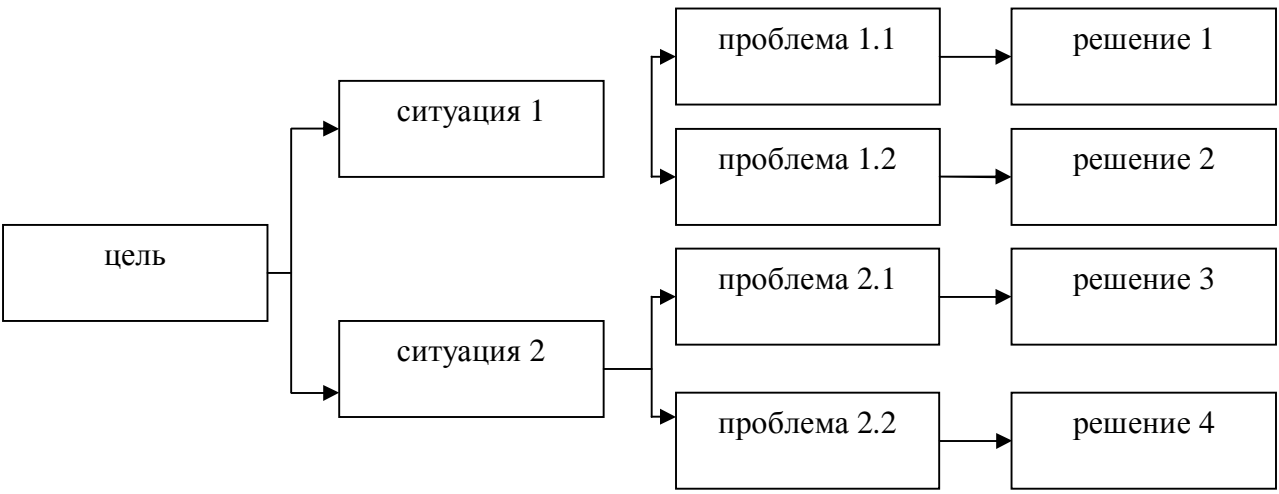 проблема 1.1
решение 1
ситуация 1
проблема 1.2
решение 2
цель
проблема 2.1
решение 3
ситуация 2
проблема 2.2
решение 4